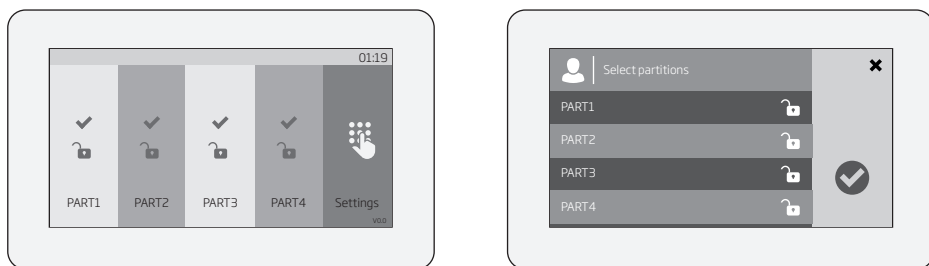 01:19
PART1 PART2 PART3 PART4 Settings
V0.0
Select partitions
PART1
PART2
PART3
PART4